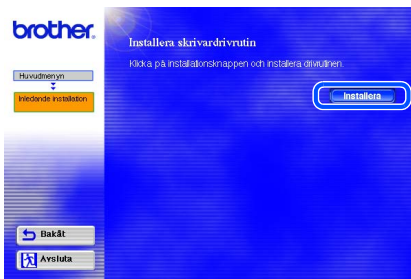 brother.
Installera skrivardrivrutin
Klicka på installationsknappen och installera drivrutinen.
Huvudmenyn
Inledande installation
Installera
Bakåt
Avsluta